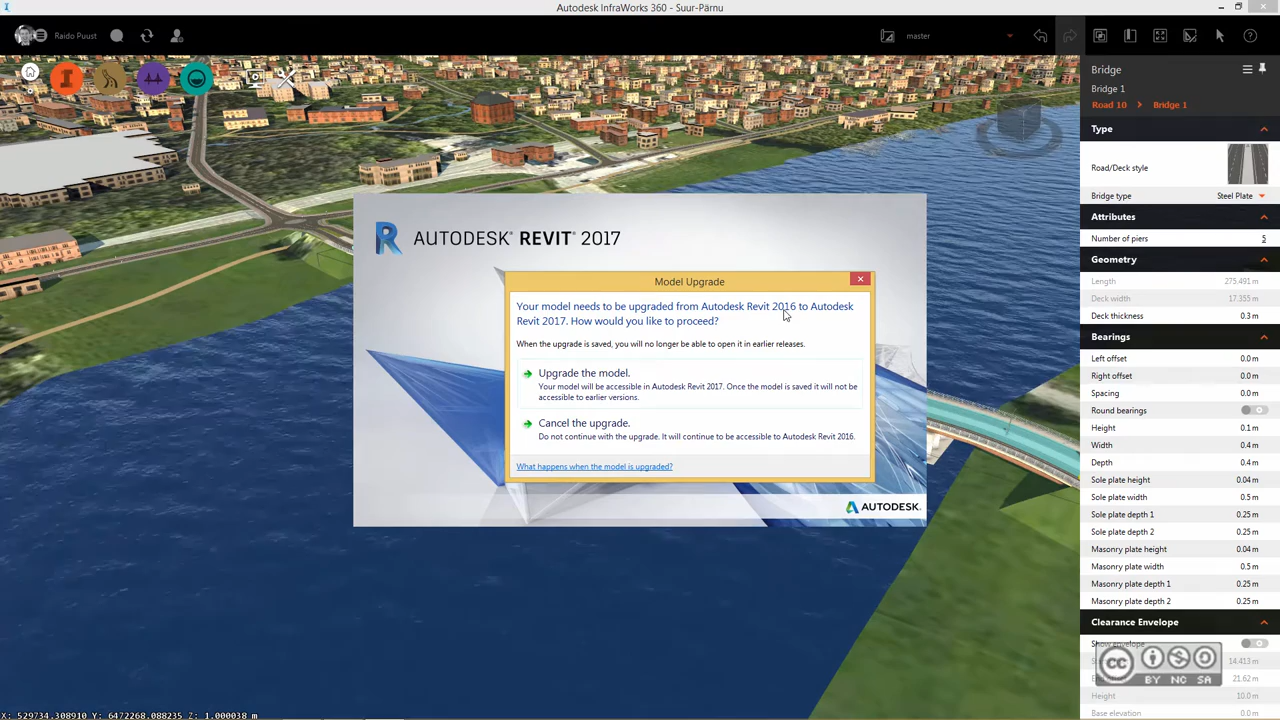 Autodesk InfraWorks 360 - Suur-Pärnu
Raido Puust
master
AUTODESK® REVIT® 2017
Model Upgrade
Your model needs to be upgraded from Autodesk Revit 2016 to Autodesk
Revit 2017. How would you like to proceed?
When the upgrade is saved, you will no longer be able to open it in earlier releases.
Upgrade the model.
Your model will be accessible in Autodesk Revit 2017. Once the model is saved it will not be
accessible to earlier versions.
Cancel the upgrade.
Do not continue with the upgrade. It will continue to be accessible to Autodesk Revit 2016.
What happens when the model is upgraded?
AUTODESK.
Bridge
Bridge 1
Road 10 > Bridge 1
Type
Road/Deck style
Bridge type Steel Plate
Attributes
Number of piers 5
Geometry
Length 275.491 m
Deck width 17.355 m
Deck thickness 0.3 m
Bearings
Left offset 0.0 m
Right offset 0.0 m
Spacing 0.0 m
Round bearings
Height 0.1 m
Width 0.4 m
Depth 0.4 m
Sole plate height 0.04 m
Sole plate width 0.5 m
Sole plate depth 1 0.25 m
Sole plate depth 2 0.25 m
Masonry plate height 0.04 m
Masonry plate width 0.5 m
Masonry plate depth 1 0.25 m
Masonry plate depth 2 0.25 m
Clearance Envelope
Show envelope
14.413 m
21.62 m
Height 10.0 m
Base elevation 0.0 m
cc BY NC SA
X: 529734.308910 Y: 6472268.088235 Z: 1.000038 m